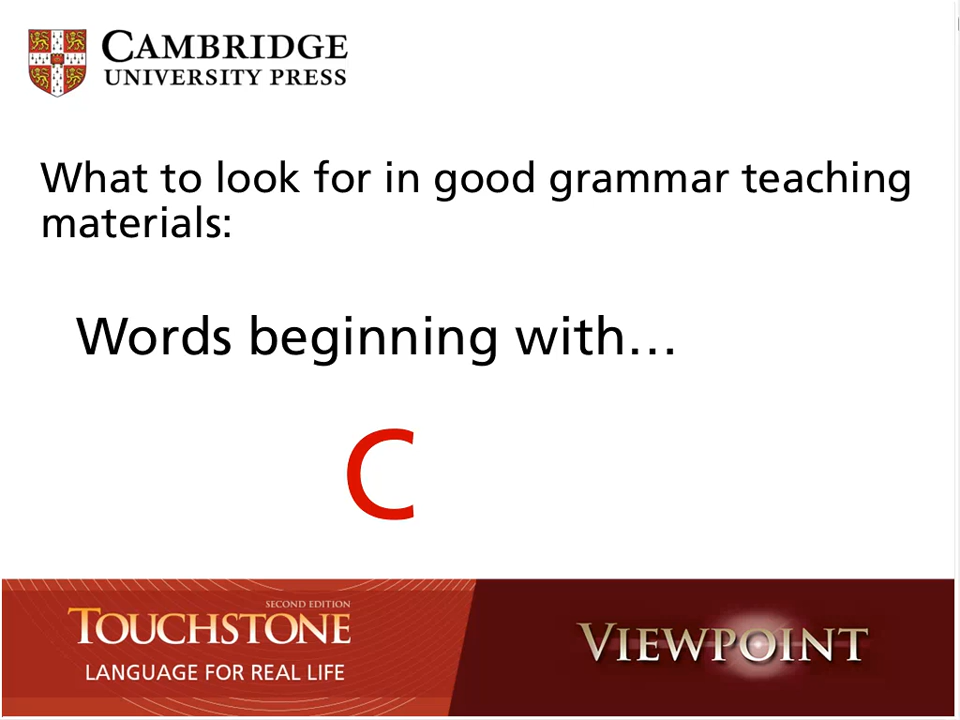 CAMBRIDGE
UNIVERSITY PRESS
What to look for in good grammar teaching
materials:
Words beginning with...
C
SECOND EDITION
TOUCHSTONE
LANGUAGE FOR REAL LIFE
VIEWPOINT